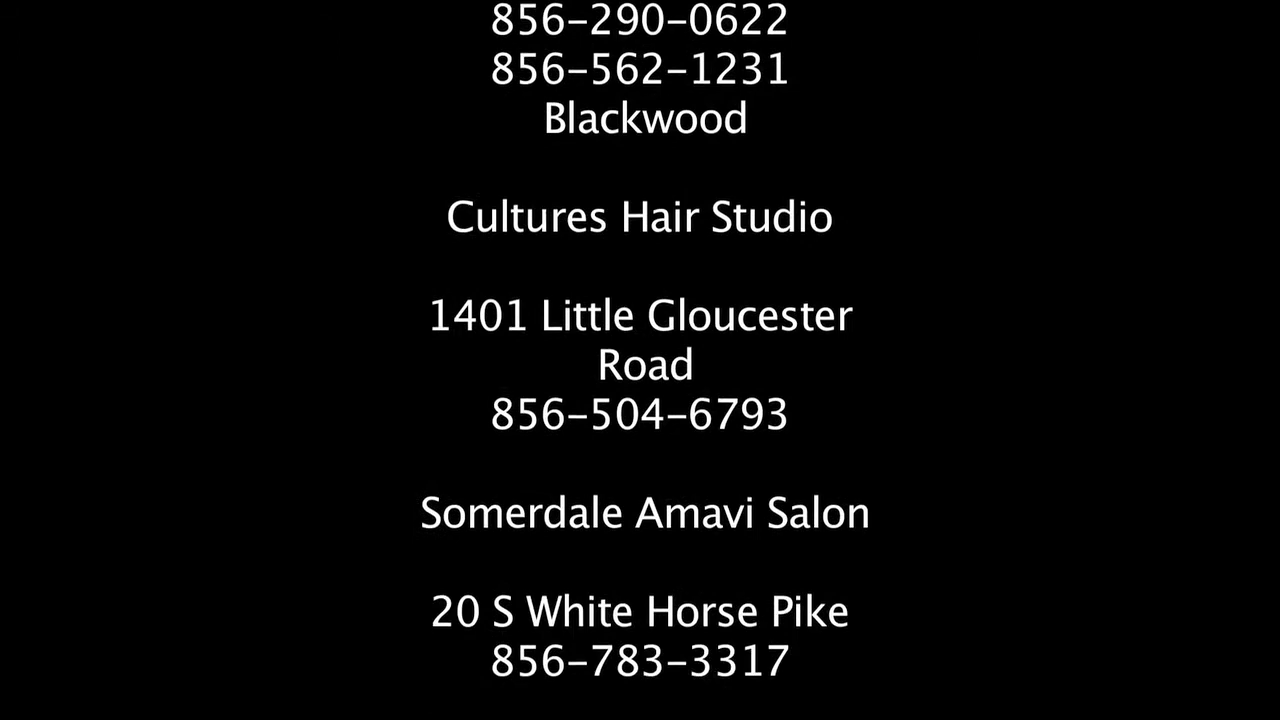 856-290-0622
856-562-1231
Blackwood
Cultures Hair Studio
1401 Little Gloucester
Road
856-504-6793
Somerdale Amavi Salon
20 S White Horse Pike
856-783-3317